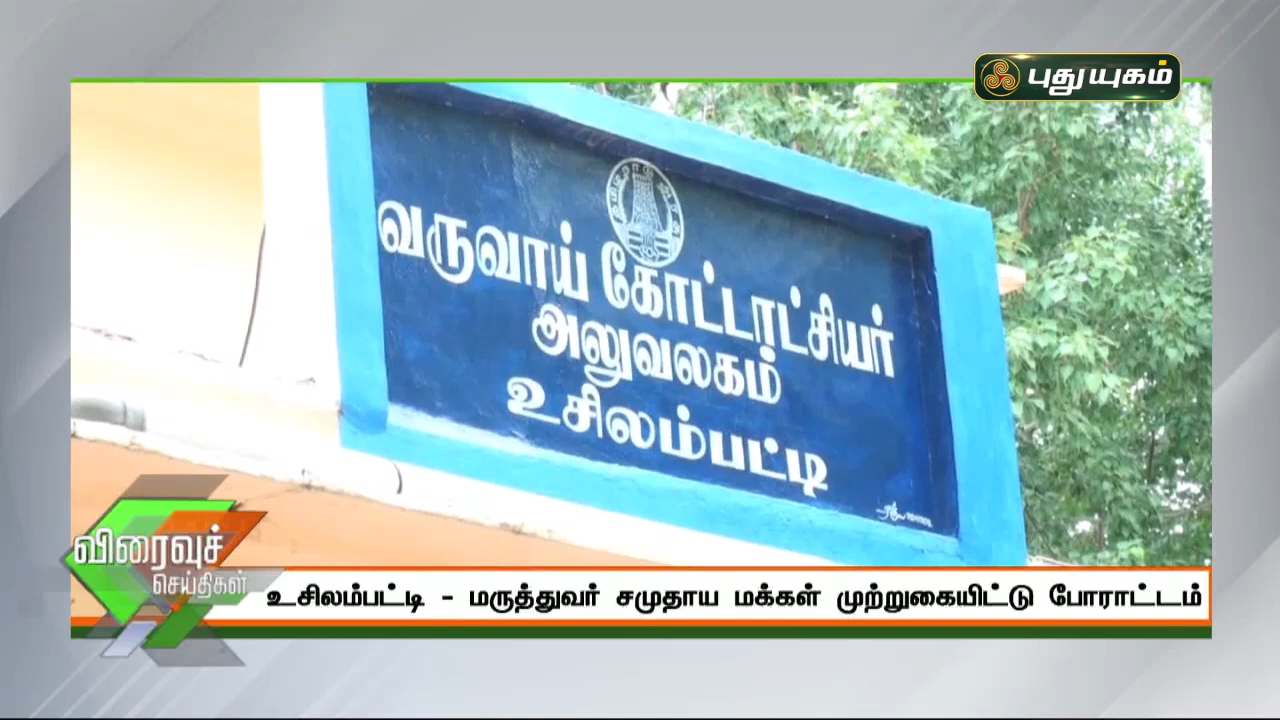 புதுயுகம்
வருவாய் கோட்டாட்சியர்
அலுவலகம்
உசிலம்பட்டி
விரைவுச்
செய்திகள்
உசிலம்பட்டி - மருத்துவர் சமுதாய மக்கள் முற்றுகையிட்டு போராட்டம்